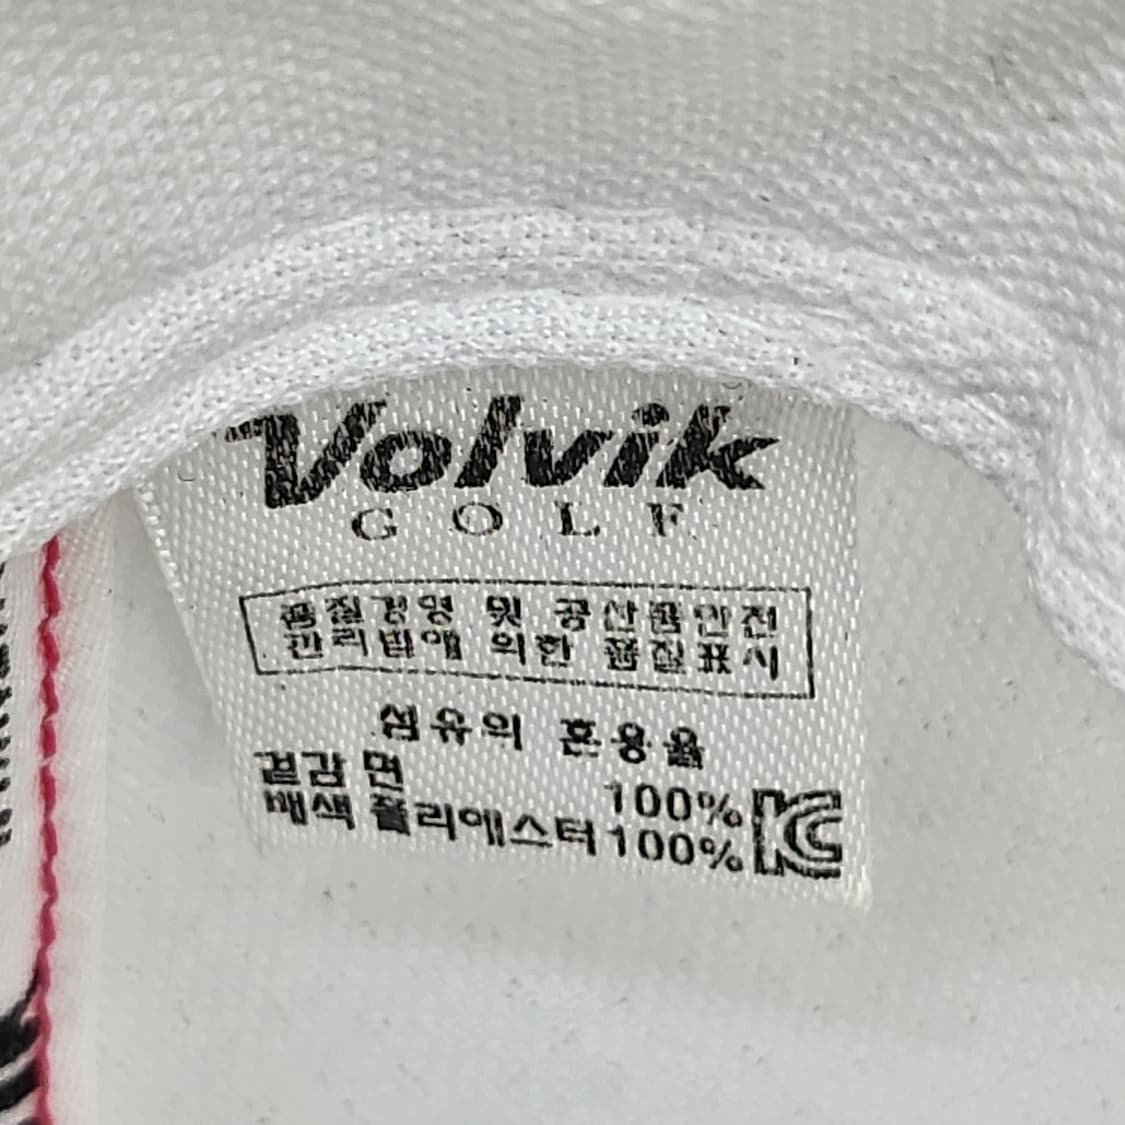 Volvik
GOLF
품질경영 및 공산품안전
관리법에 의한 품질표시
섬유의 혼용율
겉감 면 100%
배색 폴리에스터 100%
KC